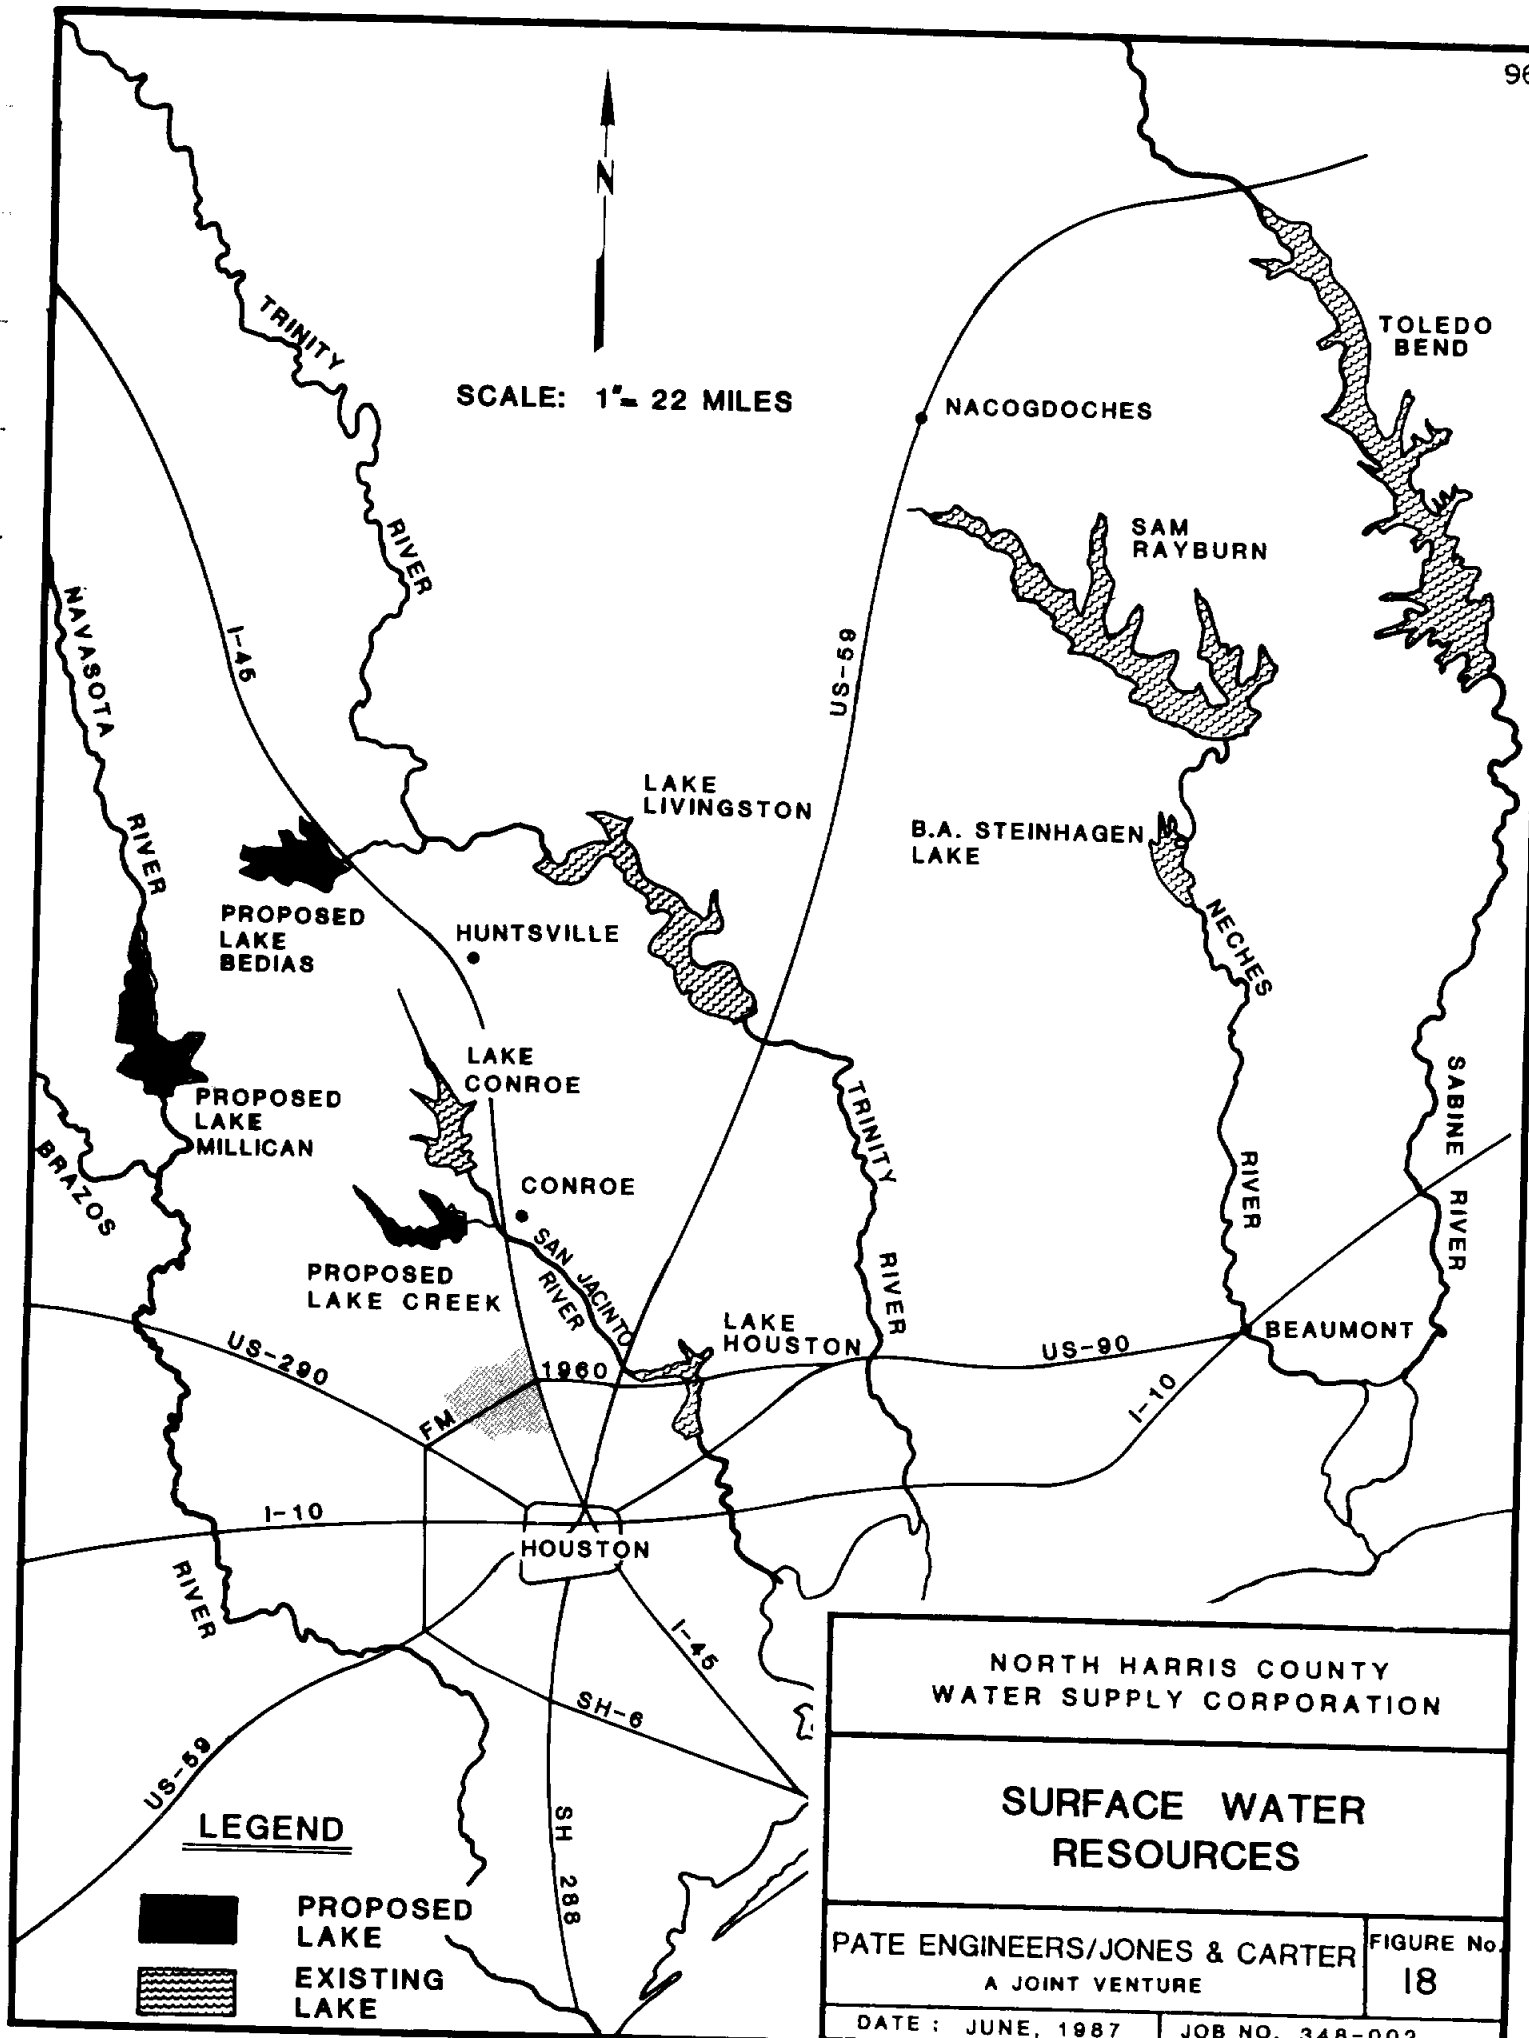 96
N
SCALE: 1"= 22 MILES
TRINITY
RIVER
TOLEDO
BEND
NACOGDOCHES
SAM
RAYBURN
NAVASOTA
RIVER
I-45
US-59
LAKE
LIVINGSTON
B.A. STEINHAGEN
LAKE
PROPOSED
LAKE
BEDIAS
HUNTSVILLE
NECHES
RIVER
LAKE
CONROE
PROPOSED
LAKE
MILLICAN
BRAZOS
TRINITY
RIVER
SABINE
RIVER
CONROE
SAN JACINTO
RIVER
PROPOSED
LAKE CREEK
LAKE
HOUSTON
US-290
1960
FM
US-90
BEAUMONT
I-10
I-10
HOUSTON
RIVER
I-45
SH-6
US-59
SH 288
LEGEND
PROPOSED
LAKE
EXISTING
LAKE
NORTH HARRIS COUNTY
WATER SUPPLY CORPORATION
SURFACE WATER
RESOURCES
PATE ENGINEERS/JONES & CARTER
A JOINT VENTURE
FIGURE No.
18
DATE: JUNE, 1987
JOB NO. 348-002